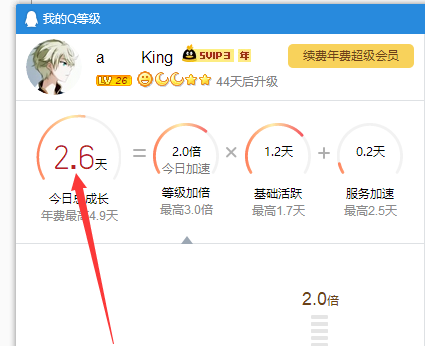 我的Q等级
a King SVIP3 年
续费年费超级会员
LV 26 44天后升级
2.6天 = 2.0倍 × 1.2天 + 0.2天
今日加速
今日总成长 等级加倍 基础活跃 服务加速
年费最高4.9天 最高3.0倍 最高1.7天 最高2.5天
2.0倍